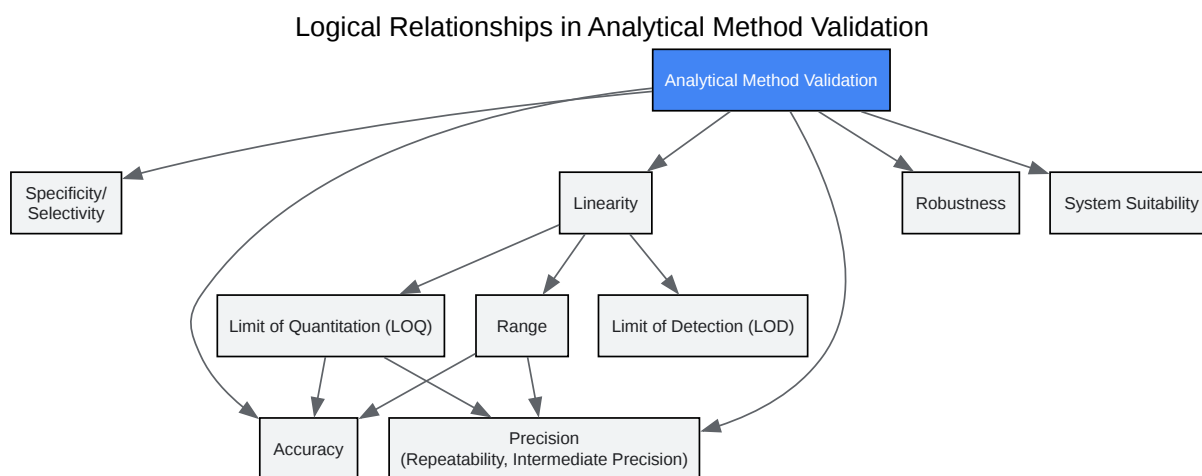 Logical Relationships in Analytical Method Validation
Analytical Method Validation
Specificity/
Selectivity
Linearity
Robustness
System Suitability
Limit of Quantitation (LOQ)
Range
Limit of Detection (LOD)
Accuracy
Precision
(Repeatability, Intermediate Precision)